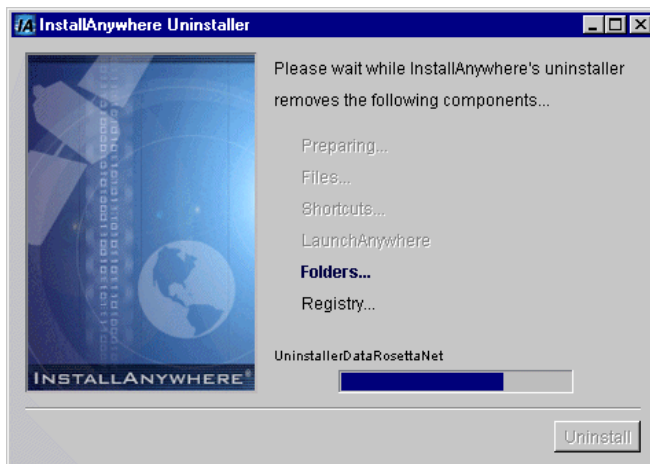 InstallAnywhere Uninstaller
Please wait while InstallAnywhere's uninstaller
removes the following components...
Preparing...
Files...
Shortcuts...
LaunchAnywhere
Folders...
Registry...
UninstallerDataRosettaNet
INSTALLANYWHERE®
Uninstall